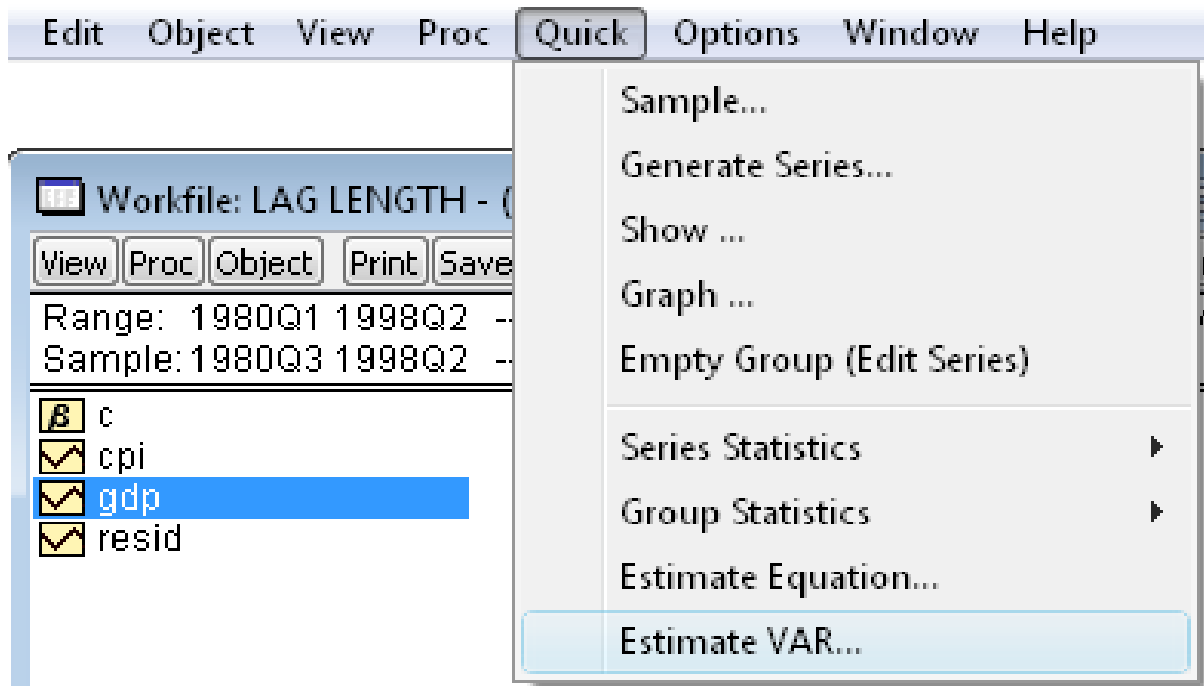 Edit Object View Proc Quick Options Window Help
Sample...
Generate Series...
Show ...
Graph ...
Empty Group (Edit Series)
Series Statistics
Group Statistics
Estimate Equation...
Estimate VAR...
Workfile: LAG LENGTH - (
View Proc Object Print Save
Range: 1980Q1 1998Q2 --
Sample: 1980Q3 1998Q2 --
β c
cpi
gdp
resid